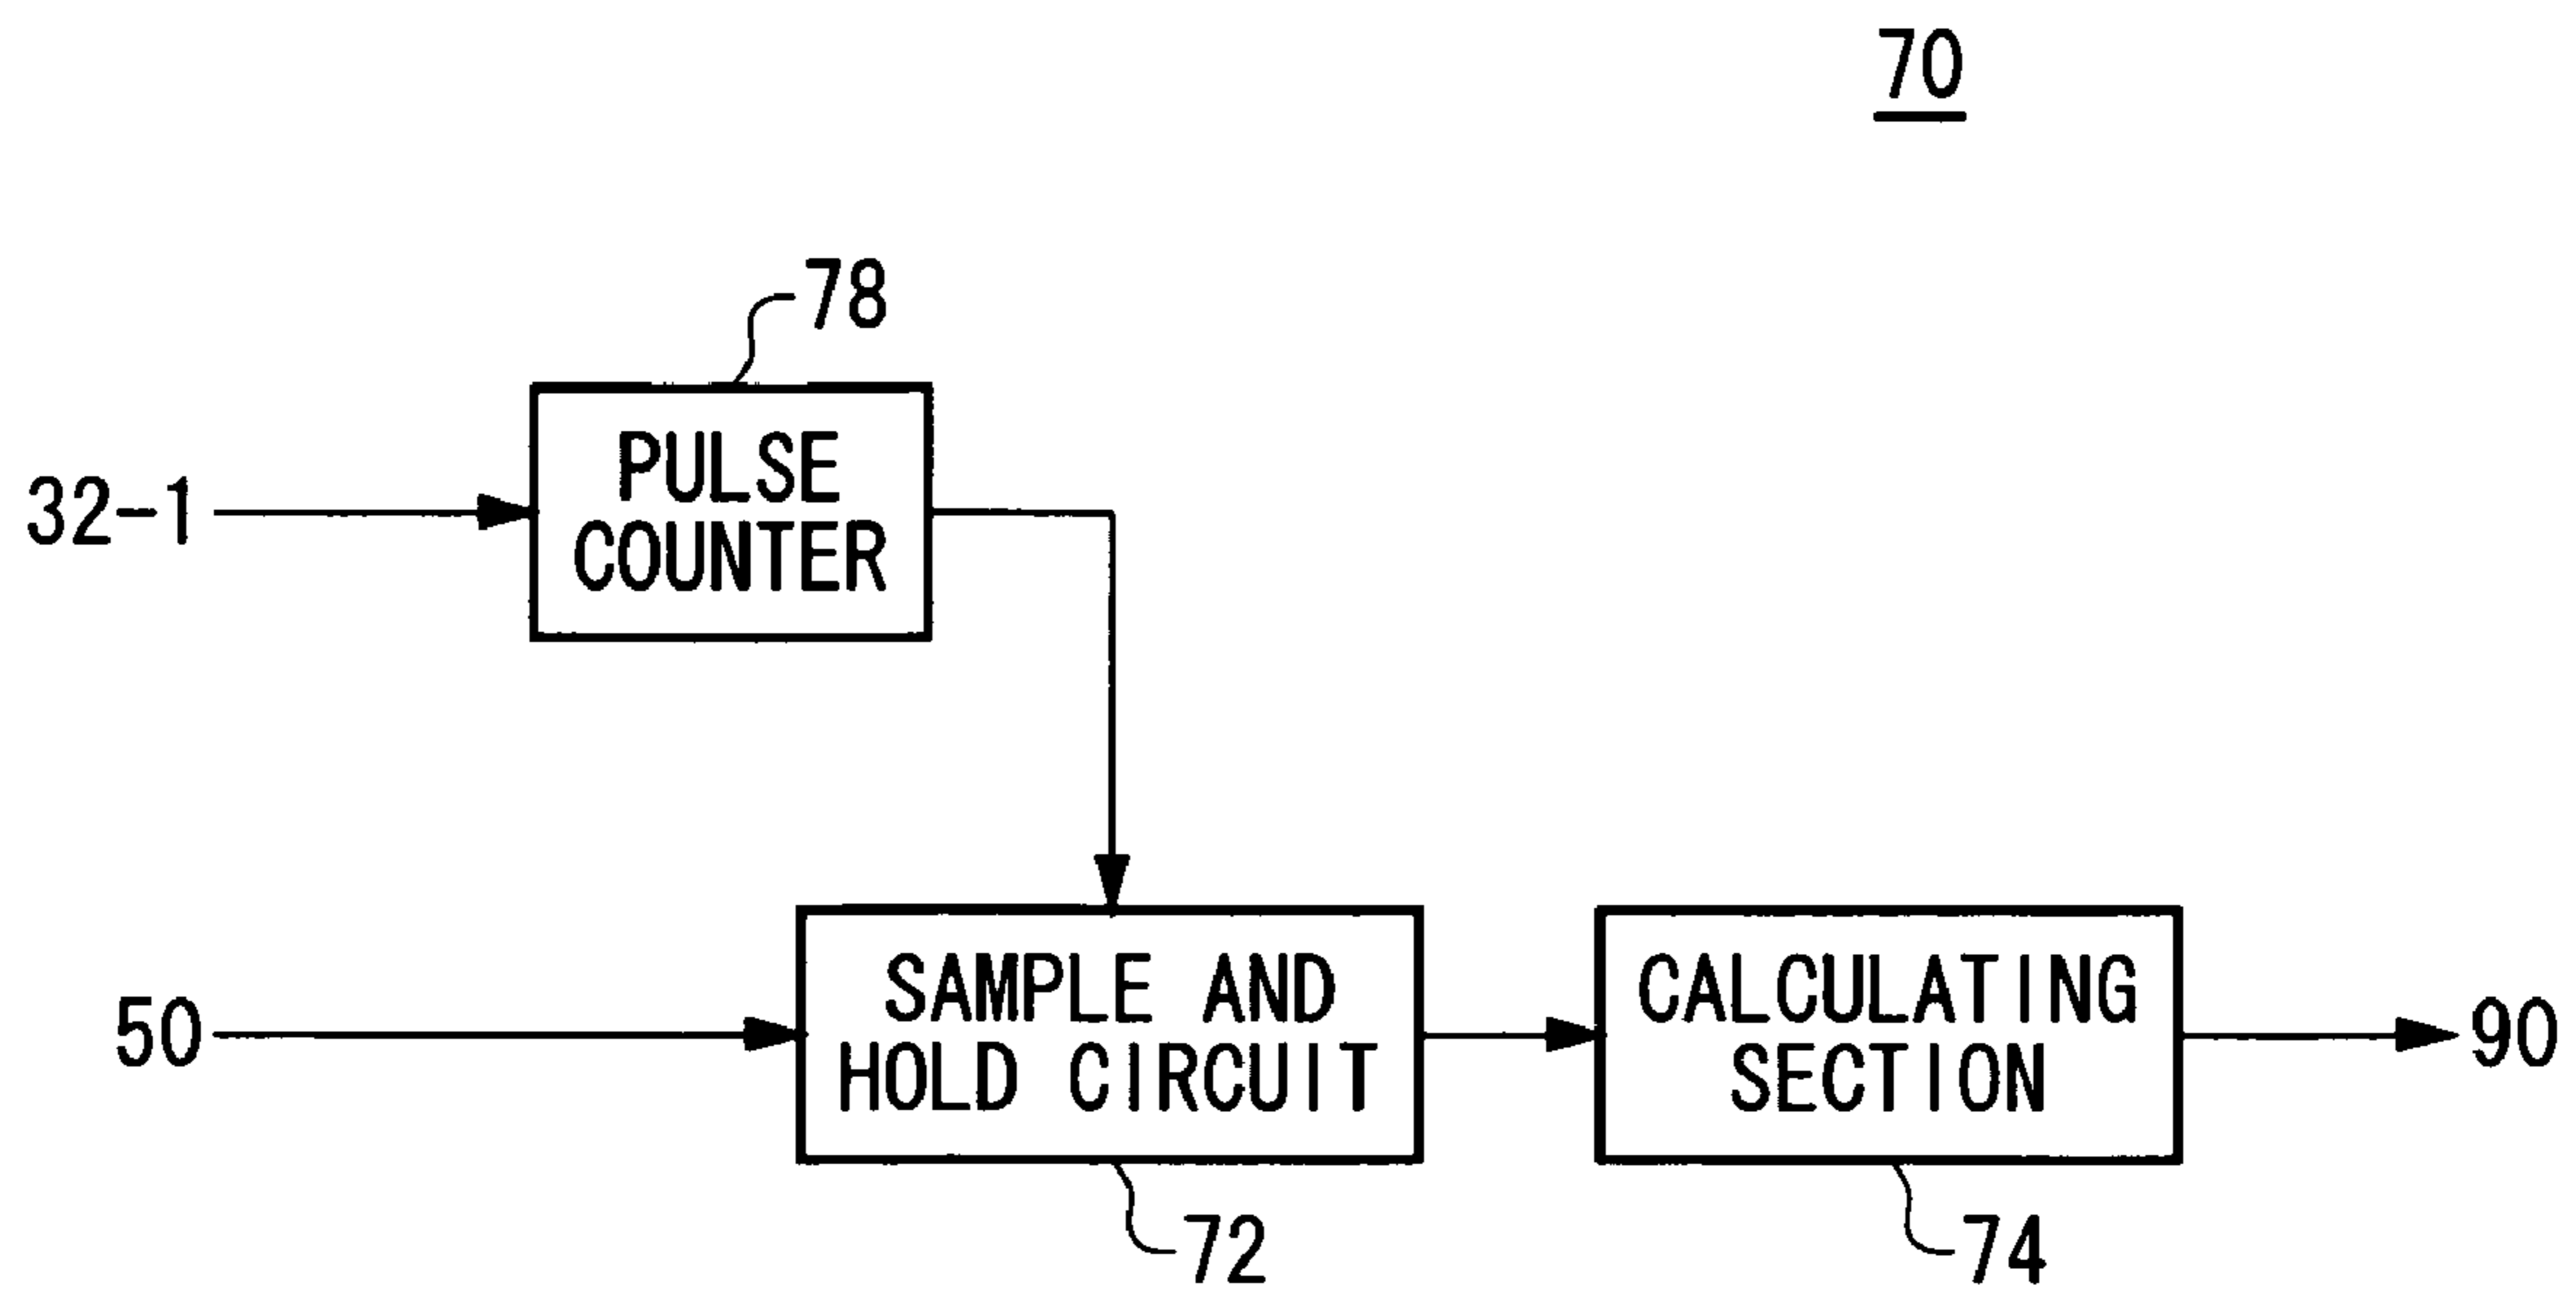 70
78
PULSE
COUNTER
32-1
50
SAMPLE AND
HOLD CIRCUIT
CALCULATING
SECTION
90
72
74